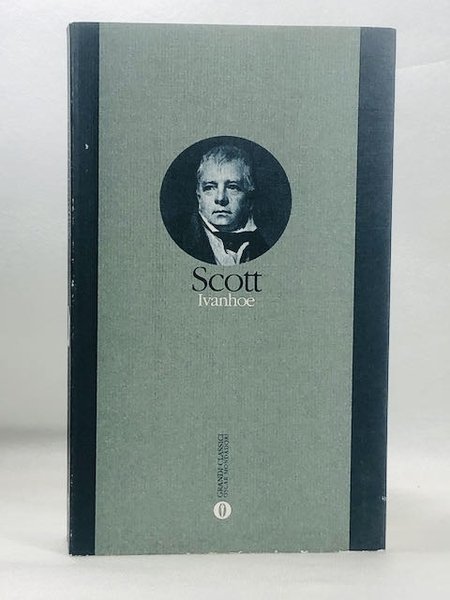 Scott
Ivanhoe
GRANDI CLASSICI
OSCAR MONDADORI